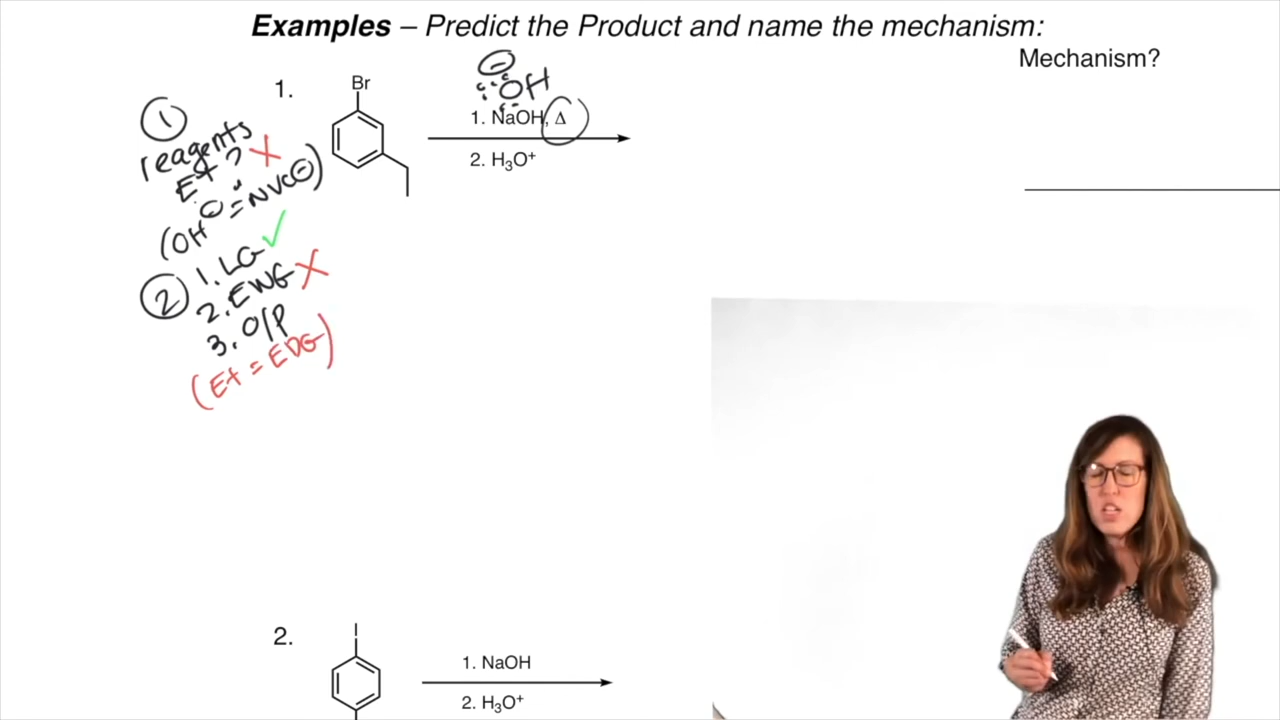 Examples – Predict the Product and name the mechanism:
Mechanism?
1.
Br
⊖
:OH
1. NaOH, Δ
2. H3O+
①
reagents
E+? X
(OH⊖ = Nuc⊖)
② 1. LG ✓
2. EWG X
3. O/P
(Et = EDG)
2.
I
1. NaOH
2. H3O+